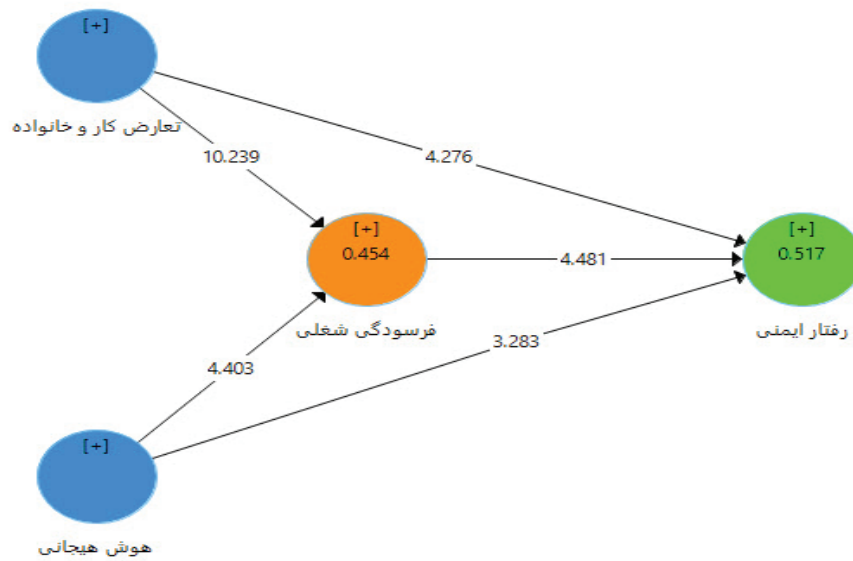 [+]
تعارض کار و خانواده
10.239
4.276
[+]
0.454
فرسودگی شغلی
4.481
[+]
0.517
رفتار ایمنی
3.283
4.403
[+]
هوش هیجانی